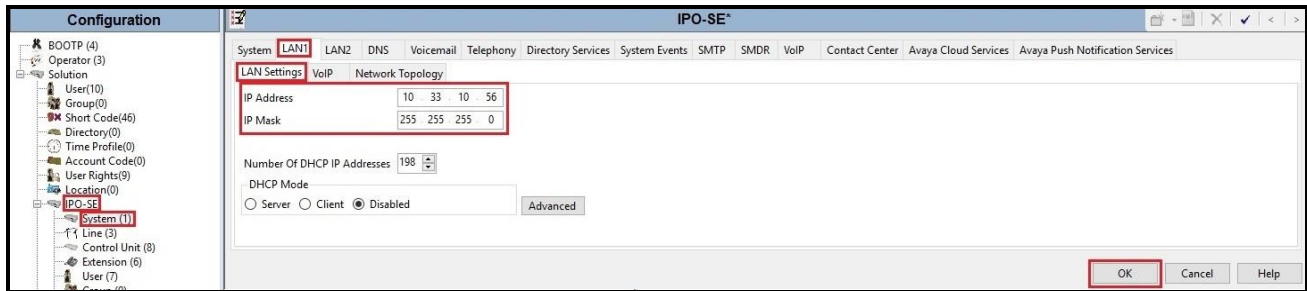 Configuration
BOOTP (4)
Operator (3)
Solution
User(10)
Group(0)
Short Code(46)
Directory(0)
Time Profile(0)
Account Code(0)
User Rights(9)
Location(0)
IPO-SE
System (1)
Line (3)
Control Unit (8)
Extension (6)
User (7)
IPO-SE*
System LAN1 LAN2 DNS Voicemail Telephony Directory Services System Events SMTP SMDR VoIP Contact Center Avaya Cloud Services Avaya Push Notification Services
LAN Settings VoIP Network Topology
IP Address 10 . 33 . 10 . 56
IP Mask 255 . 255 . 255 . 0
Number Of DHCP IP Addresses 198
DHCP Mode
Server Client Disabled Advanced
OK Cancel Help